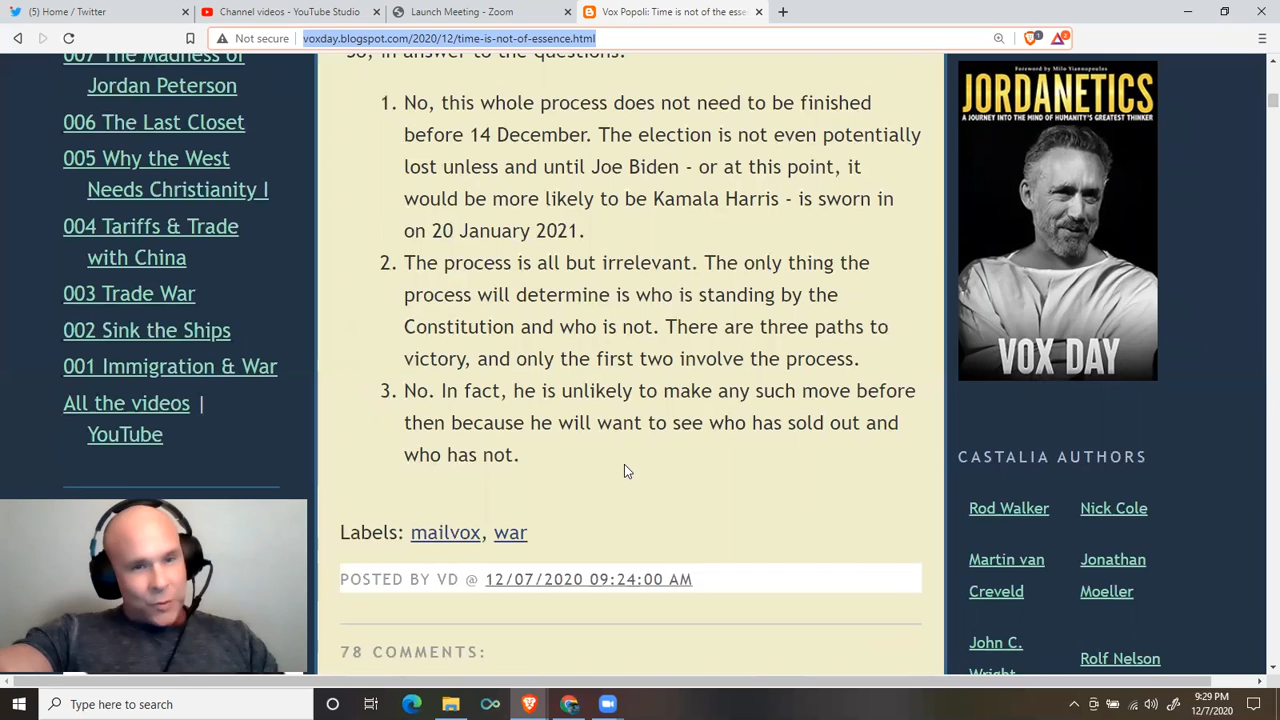 (5) Home / Twitter
Channel videos - YouTube Studio
Launch Meeting - Zoom
Vox Popoli: Time is not of the esse
Not secure
voxday.blogspot.com/2020/12/time-is-not-of-essence.html
1
2
007 The Madness of
Jordan Peterson
006 The Last Closet
005 Why the West
Needs Christianity I
004 Tariffs & Trade
with China
003 Trade War
002 Sink the Ships
001 Immigration & War
All the videos |
YouTube
So, in answer to the questions:
1. No, this whole process does not need to be finished
before 14 December. The election is not even potentially
lost unless and until Joe Biden - or at this point, it
would be more likely to be Kamala Harris - is sworn in
on 20 January 2021.
2. The process is all but irrelevant. The only thing the
process will determine is who is standing by the
Constitution and who is not. There are three paths to
victory, and only the first two involve the process.
3. No. In fact, he is unlikely to make any such move before
then because he will want to see who has sold out and
who has not.
Labels: mailvox, war
POSTED BY VD @ 12/07/2020 09:24:00 AM
78 COMMENTS:
Foreword by Milo Yiannopoulos
JORDANETICS
A JOURNEY INTO THE MIND OF HUMANITY'S GREATEST THINKER
VOX DAY
CASTALIA AUTHORS
Rod Walker
Nick Cole
Martin van
Creveld
Jonathan
Moeller
John C.
Wright
Rolf Nelson
Type here to search
9:29 PM
12/7/2020